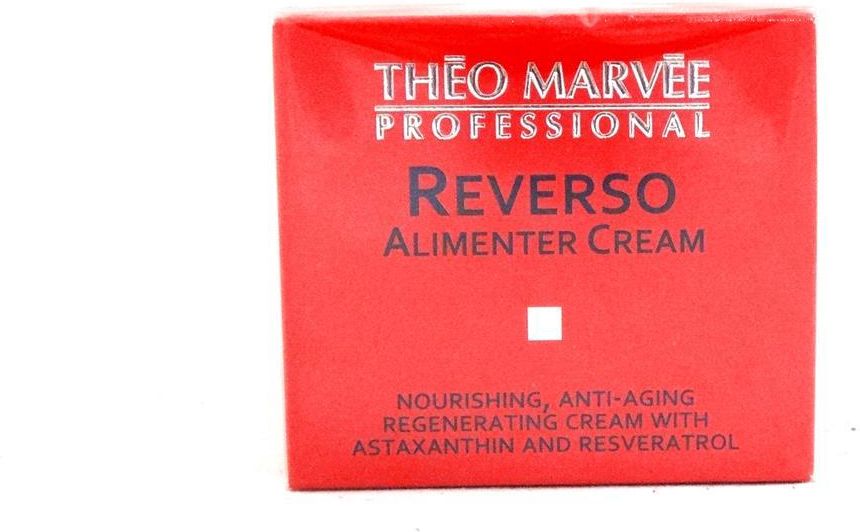 THĒO MARVĒE
PROFESSIONAL
REVERSO
ALIMENTER CREAM
NOURISHING, ANTI-AGING
REGENERATING CREAM WITH
ASTAXANTHIN AND RESVERATROL